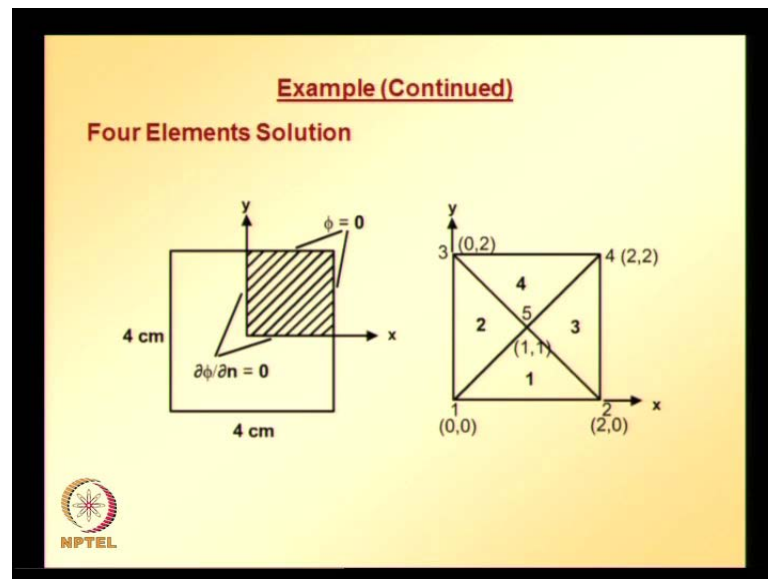 Example (Continued)
Four Elements Solution
y
ϕ = 0
4 cm
x
∂ϕ/∂n = 0
4 cm
y
3 (0,2)
4 (2,2)
4
5
2
3
(1,1)
1
1
2
x
(0,0)
(2,0)
NPTEL